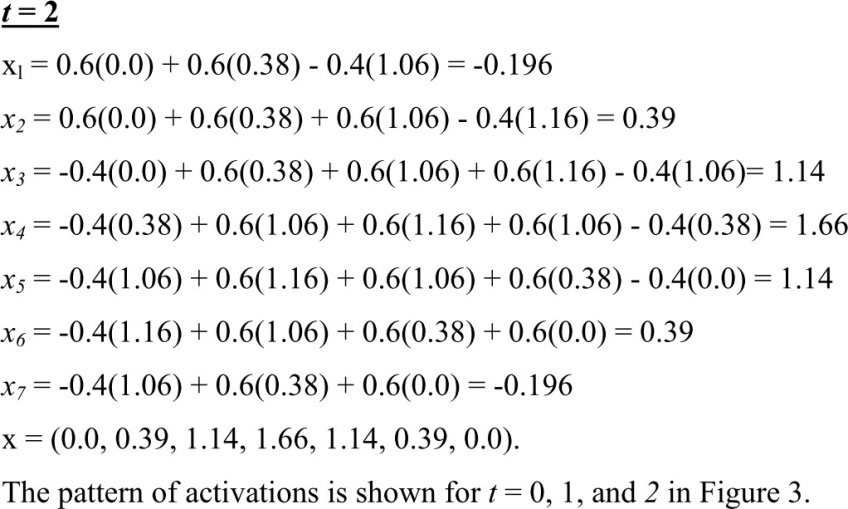 t = 2
x₁ = 0.6(0.0) + 0.6(0.38) - 0.4(1.06) = -0.196
x₂ = 0.6(0.0) + 0.6(0.38) + 0.6(1.06) - 0.4(1.16) = 0.39
x₃ = -0.4(0.0) + 0.6(0.38) + 0.6(1.06) + 0.6(1.16) - 0.4(1.06)= 1.14
x₄ = -0.4(0.38) + 0.6(1.06) + 0.6(1.16) + 0.6(1.06) - 0.4(0.38) = 1.66
x₅ = -0.4(1.06) + 0.6(1.16) + 0.6(1.06) + 0.6(0.38) - 0.4(0.0) = 1.14
x₆ = -0.4(1.16) + 0.6(1.06) + 0.6(0.38) + 0.6(0.0) = 0.39
x₇ = -0.4(1.06) + 0.6(0.38) + 0.6(0.0) = -0.196
x = (0.0, 0.39, 1.14, 1.66, 1.14, 0.39, 0.0).
The pattern of activations is shown for t = 0, 1, and 2 in Figure 3.